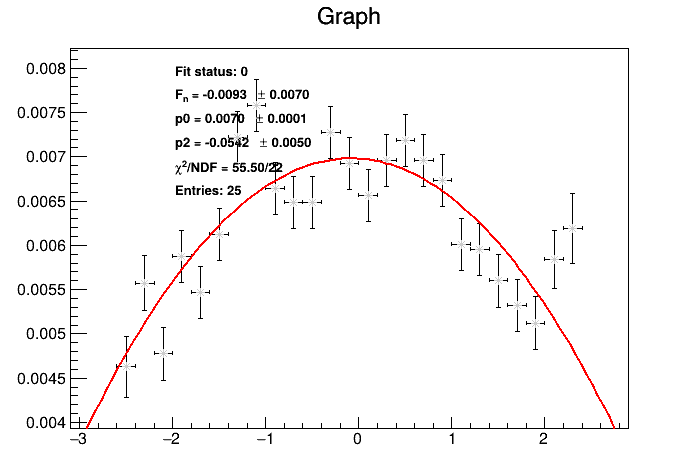 Graph
Fit status: 0
Fn = -0.0093 ± 0.0070
p0 = 0.0070 ± 0.0001
p2 = -0.0542 ± 0.0050
χ²/NDF = 55.50/22
Entries: 25
0.008
0.0075
0.007
0.0065
0.006
0.0055
0.005
0.0045
0.004
−3 −2 −1 0 1 2